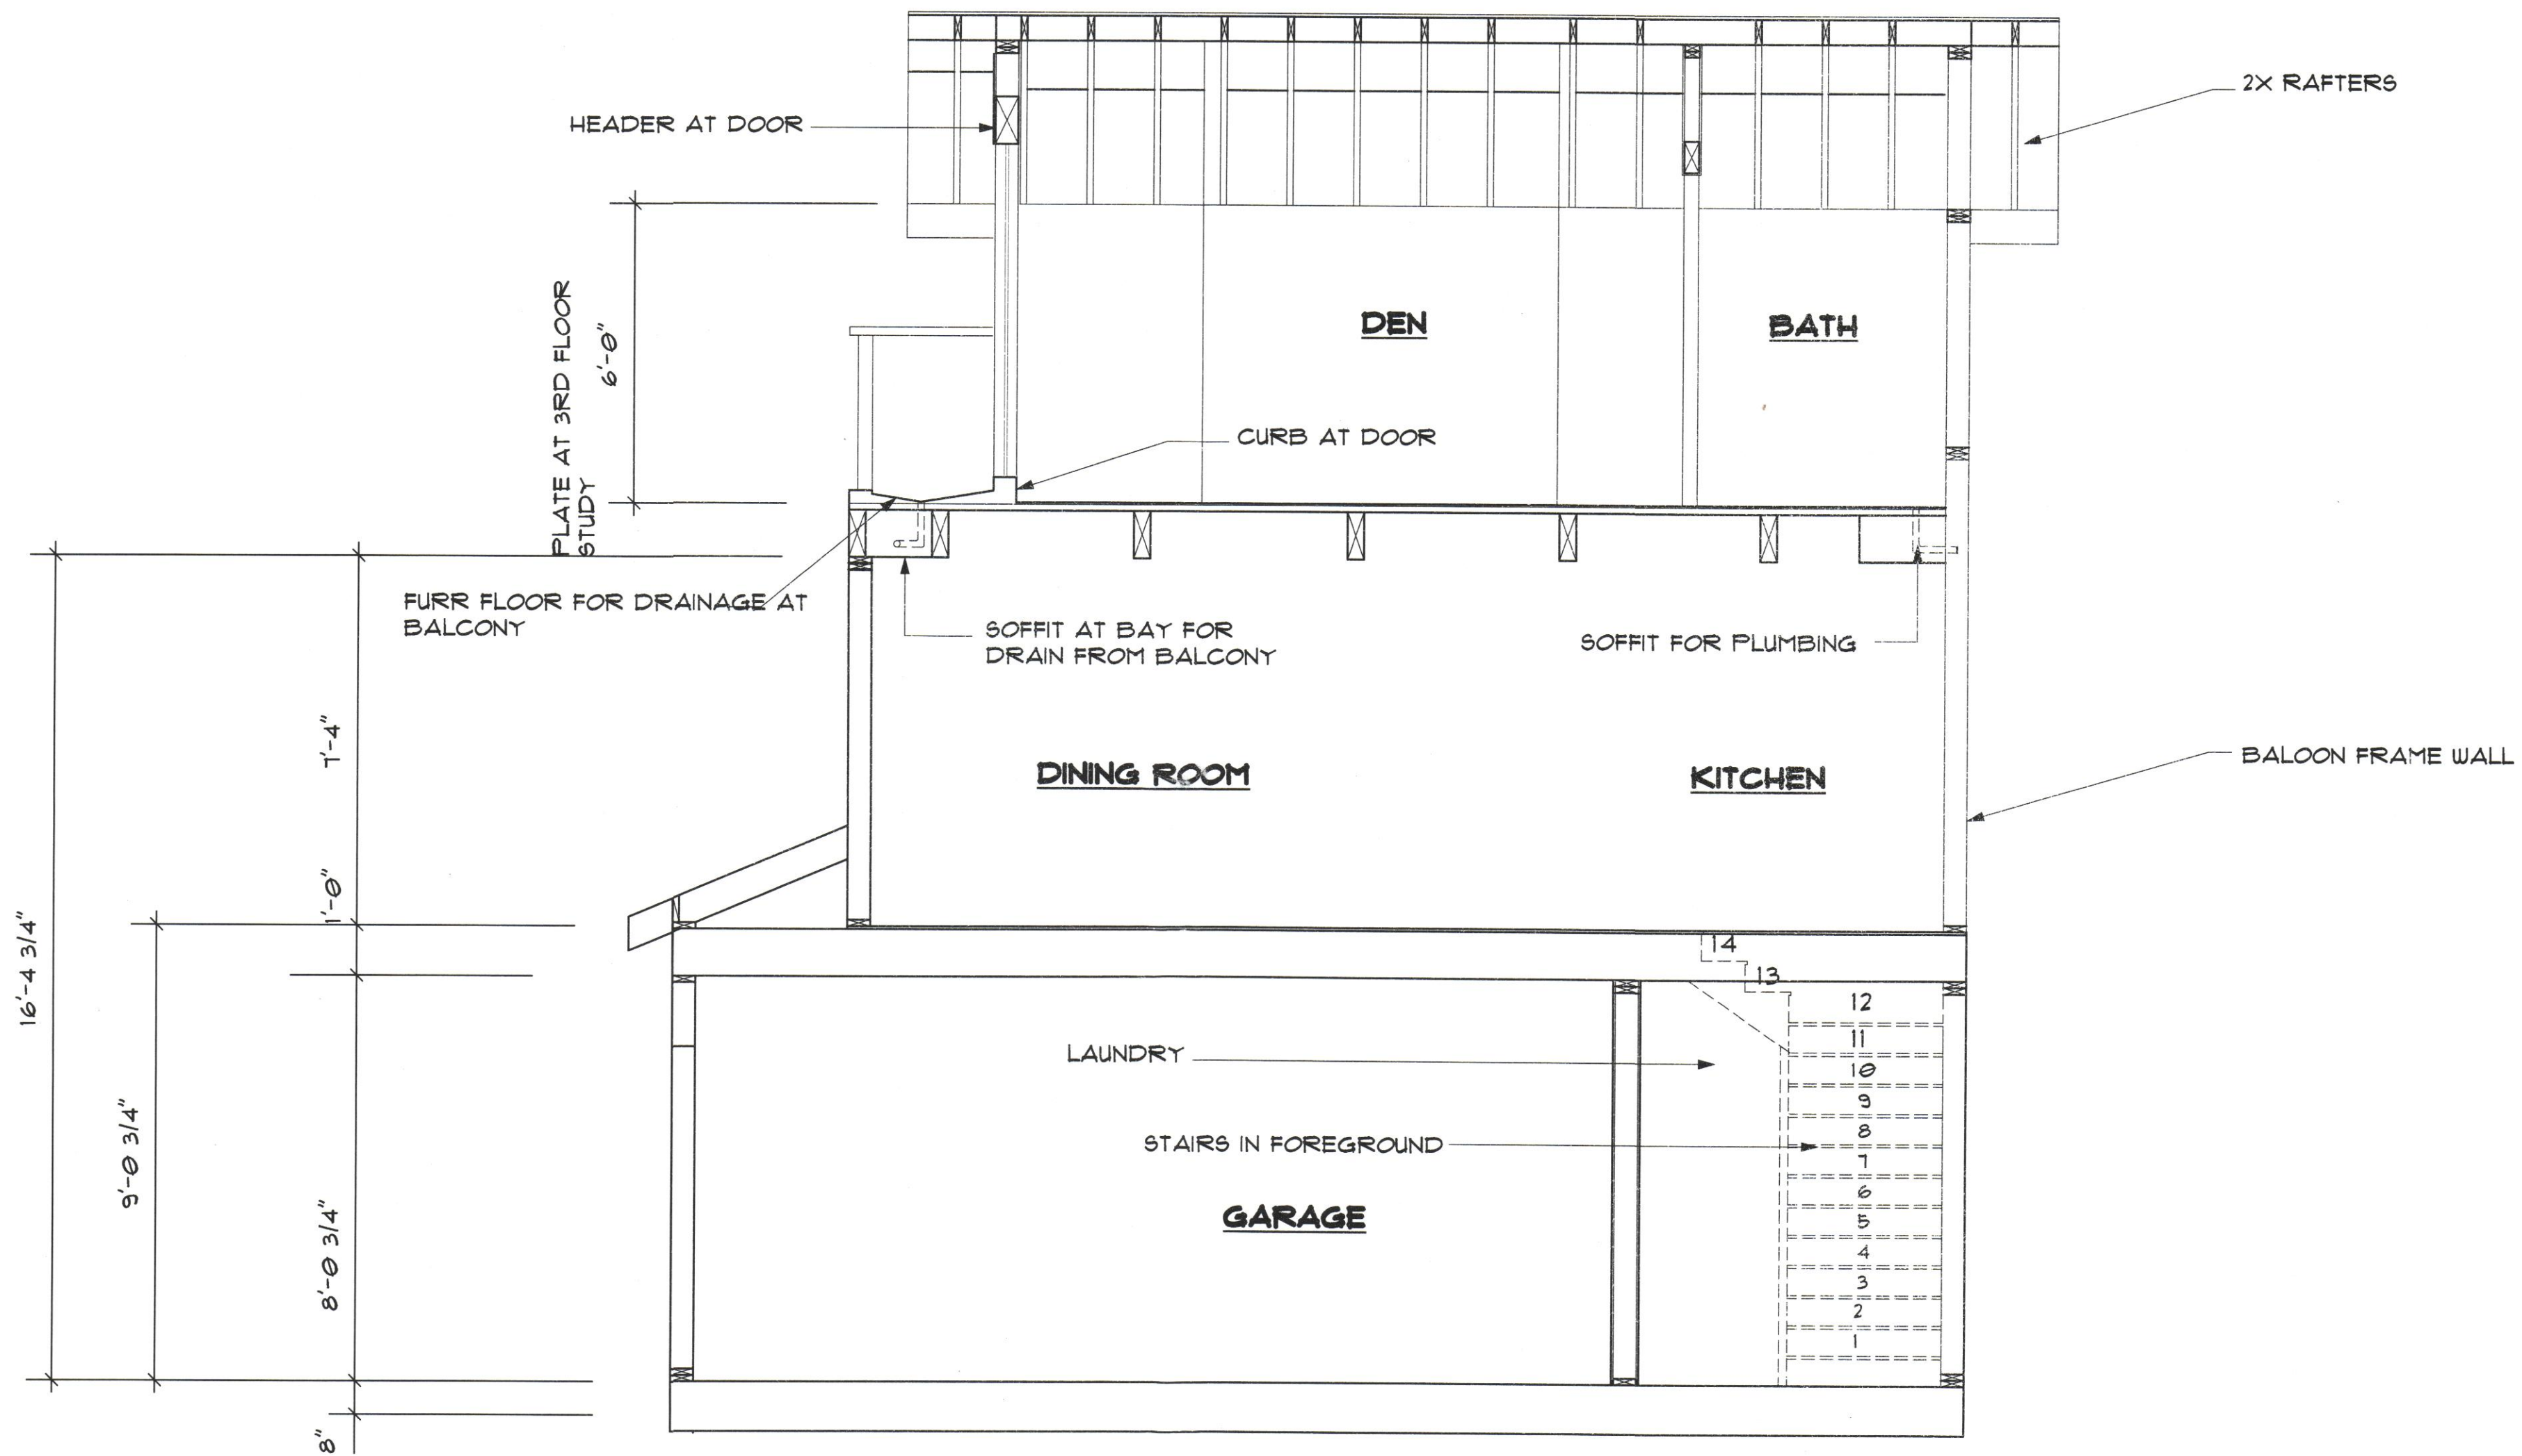 2X RAFTERS
HEADER AT DOOR
PLATE AT 3RD FLOOR
STUDY
6'-0"
DEN
BATH
CURB AT DOOR
FURR FLOOR FOR DRAINAGE AT
BALCONY
SOFFIT AT BAY FOR
DRAIN FROM BALCONY
SOFFIT FOR PLUMBING
7'-4"
DINING ROOM
KITCHEN
BALOON FRAME WALL
1'-0"
16'-4 3/4"
9'-0 3/4"
8'-0 3/4"
8"
14
13
12
11
10
9
8
7
6
5
4
3
2
1
LAUNDRY
STAIRS IN FOREGROUND
GARAGE